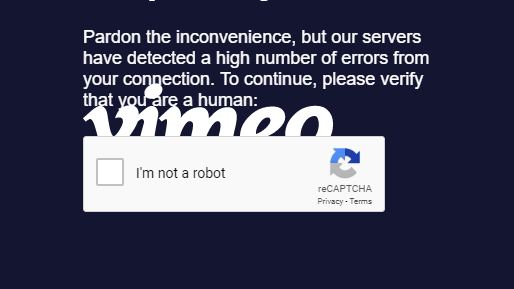 Pardon the inconvenience, but our servers
have detected a high number of errors from
your connection. To continue, please verify
that you are a human:
vimeo
I'm not a robot
reCAPTCHA
Privacy - Terms